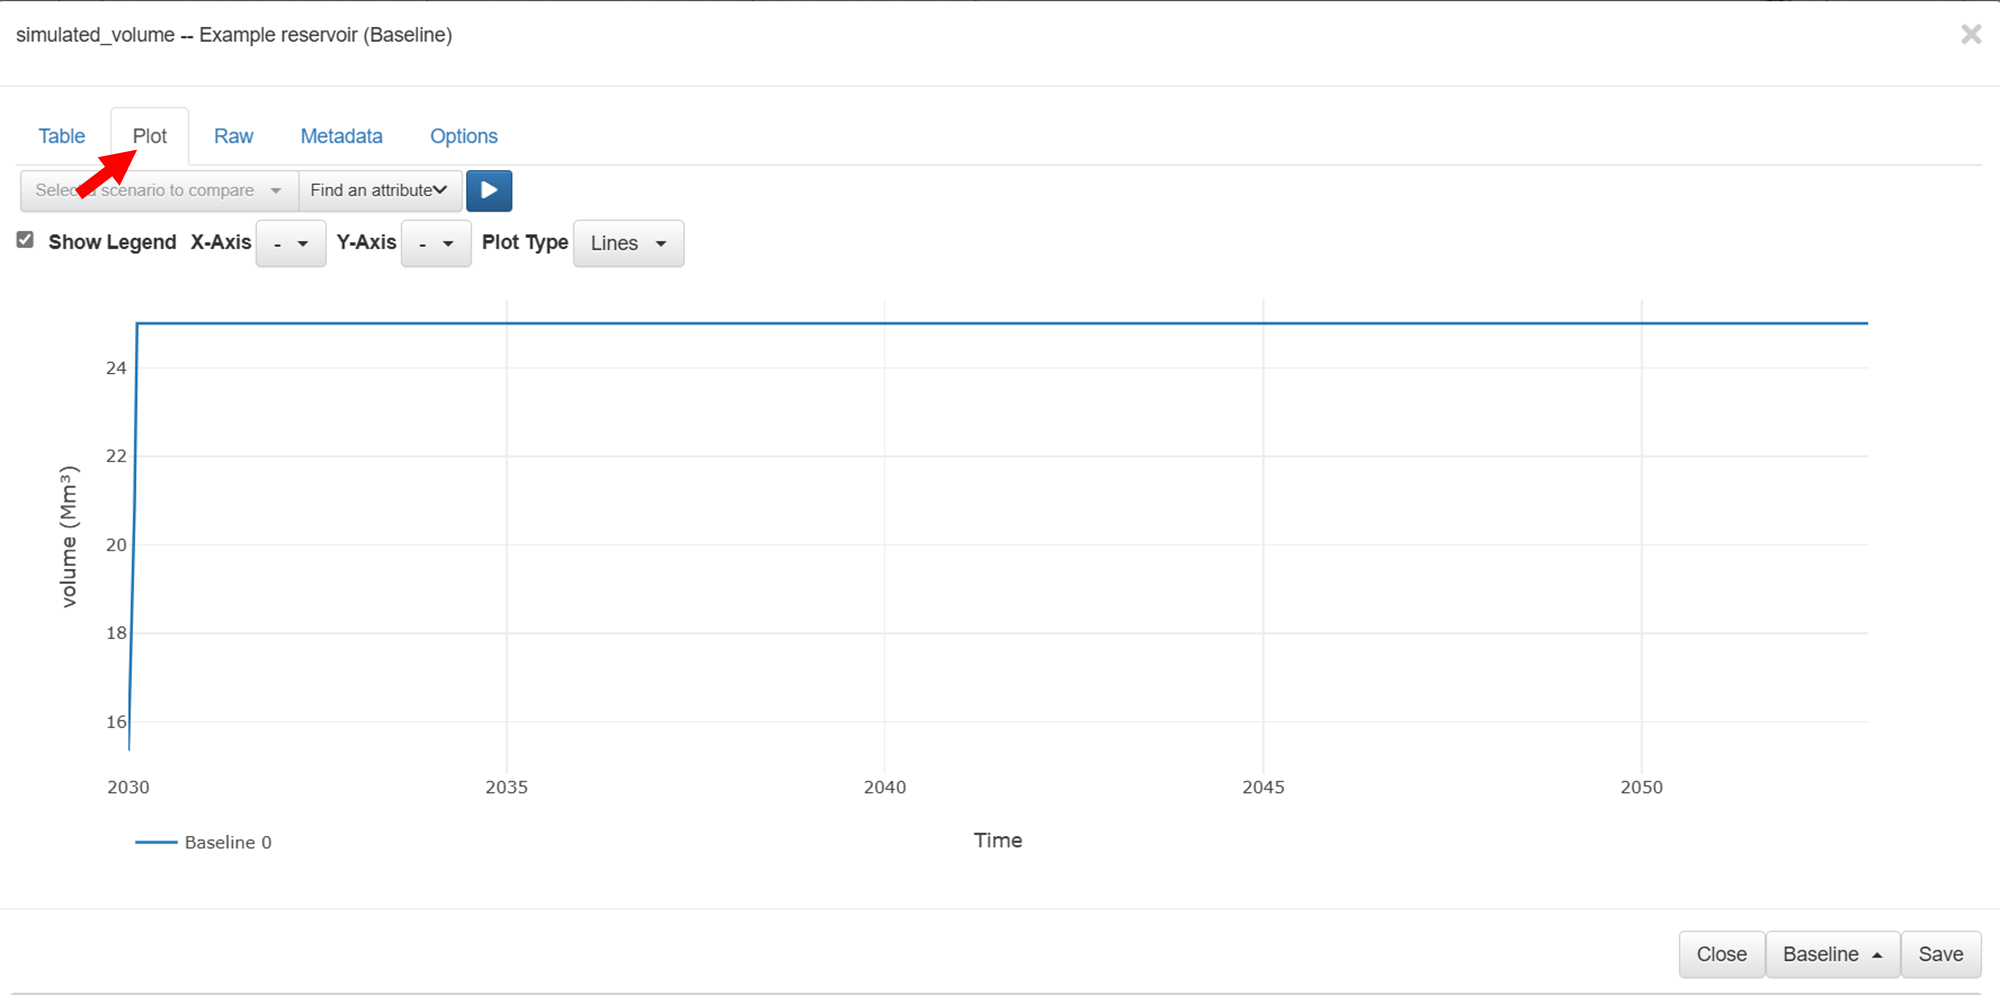 simulated_volume -- Example reservoir (Baseline)
Table Plot Raw Metadata Options
Select a scenario to compare Find an attribute
Show Legend X-Axis - Y-Axis - Plot Type Lines
24
22
20
18
16
volume (Mm³)
2030 2035 2040 2045 2050
Baseline 0
Time
Close Baseline Save